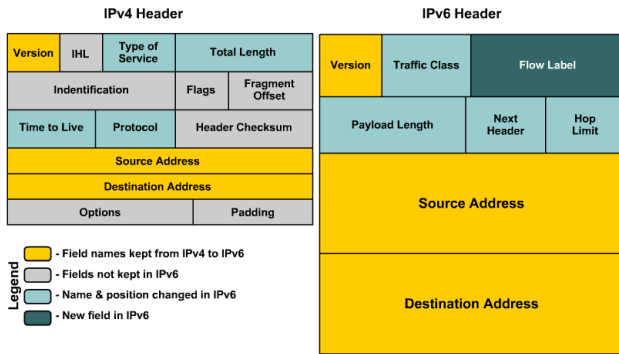 IPv4 Header
Version
IHL
Type of
Service
Total Length
Indentification
Flags
Fragment
Offset
Time to Live
Protocol
Header Checksum
Source Address
Destination Address
Options
Padding
Legend
- Field names kept from IPv4 to IPv6
- Fields not kept in IPv6
- Name & position changed in IPv6
- New field in IPv6
IPv6 Header
Version
Traffic Class
Flow Label
Payload Length
Next
Header
Hop
Limit
Source Address
Destination Address